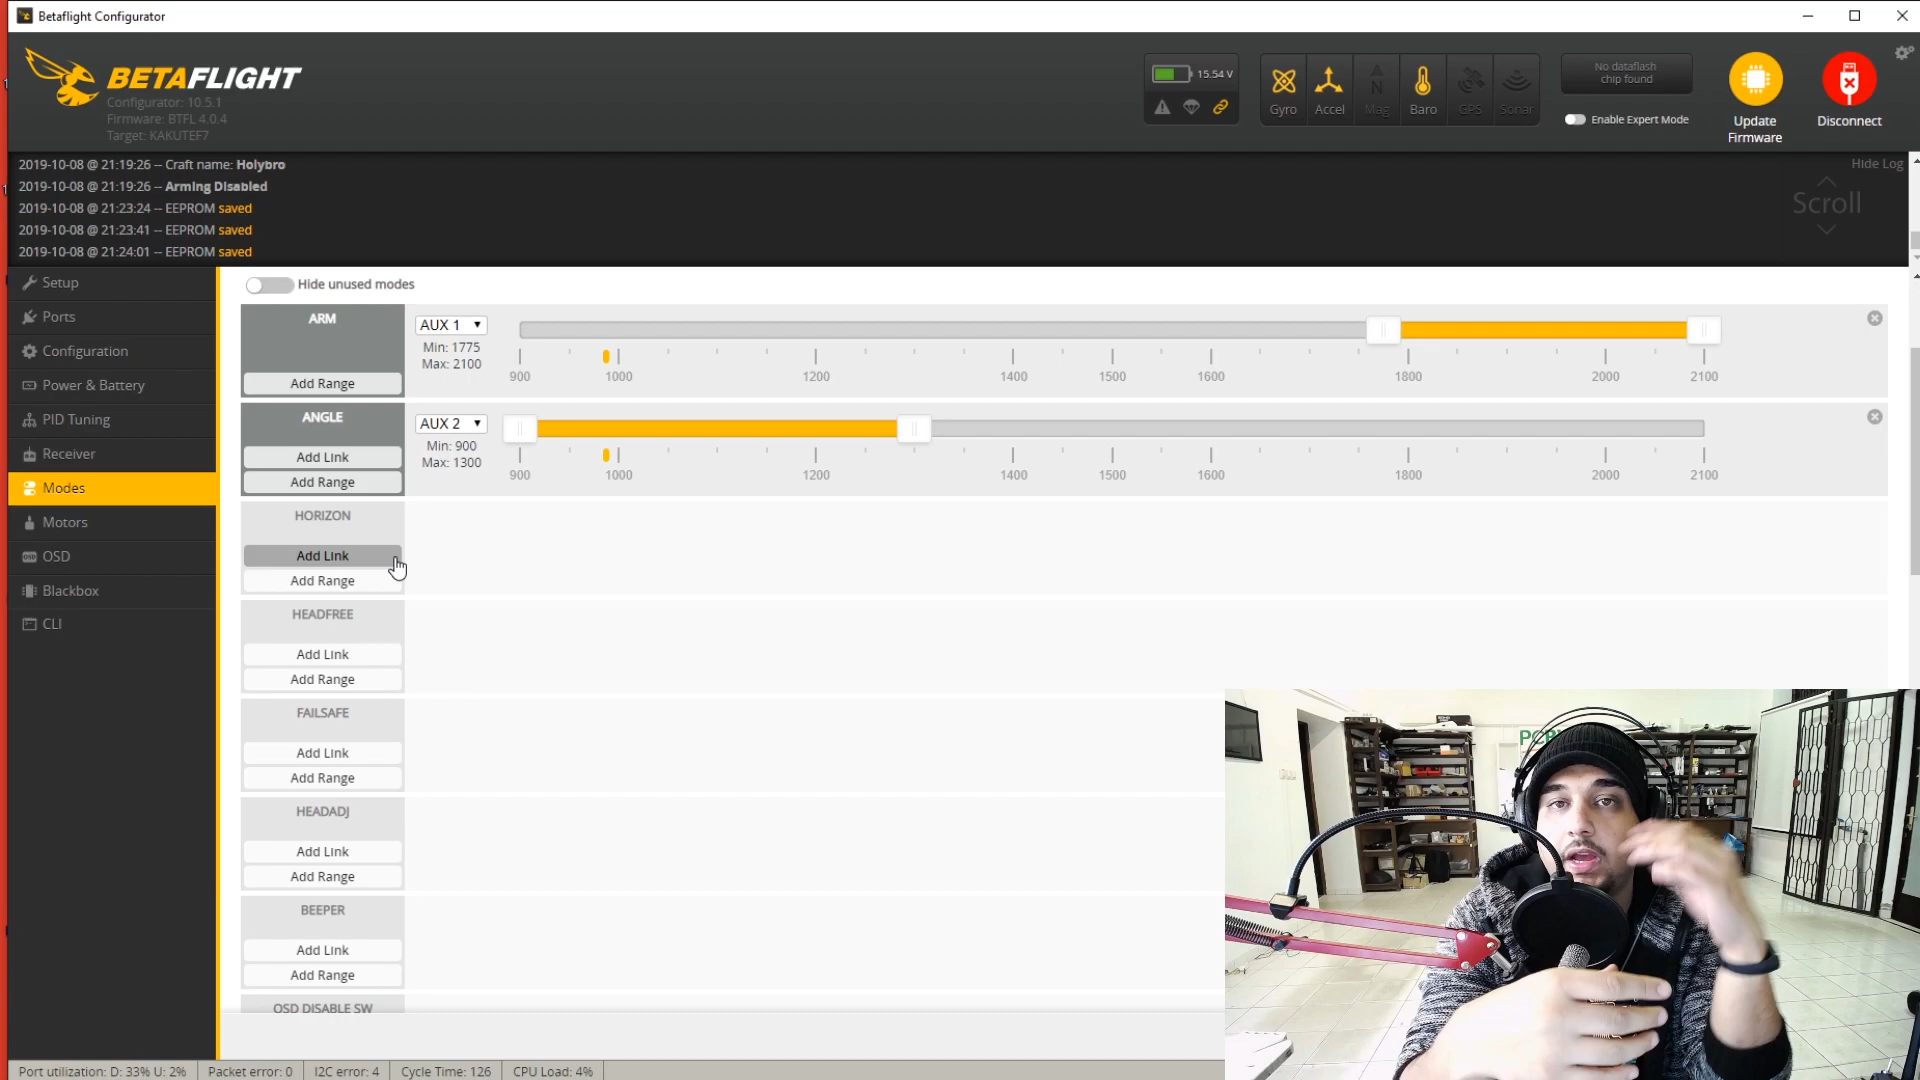 Betaflight Configurator
BETAFLIGHT
Configurator: 10.5.1
Firmware: BTFL 4.0.4
Target: KAKUTEF7
15.54 V
Gyro
Accel
Mag
Baro
GPS
Sonar
No dataflash
chip found
Enable Expert Mode
Update
Firmware
Disconnect
2019-10-08 @ 21:19:26 -- Craft name: Holybro
2019-10-08 @ 21:19:26 -- Arming Disabled
2019-10-08 @ 21:23:24 -- EEPROM saved
2019-10-08 @ 21:23:41 -- EEPROM saved
2019-10-08 @ 21:24:01 -- EEPROM saved
Hide Log
Scroll
Setup
Ports
Configuration
Power & Battery
PID Tuning
Receiver
Modes
Motors
OSD
Blackbox
CLI
Hide unused modes
ARM
Add Range
AUX 1
Min: 1775
Max: 2100
900 1000 1200 1400 1500 1600 1800 2000 2100
ANGLE
Add Link
Add Range
AUX 2
Min: 900
Max: 1300
900 1000 1200 1400 1500 1600 1800 2000 2100
HORIZON
Add Link
Add Range
HEADFREE
Add Link
Add Range
FAILSAFE
Add Link
Add Range
HEADADJ
Add Link
Add Range
BEEPER
Add Link
Add Range
OSD DISABLE SW
Port utilization: D: 33% U: 2%
Packet error: 0
I2C error: 4
Cycle Time: 126
CPU Load: 4%